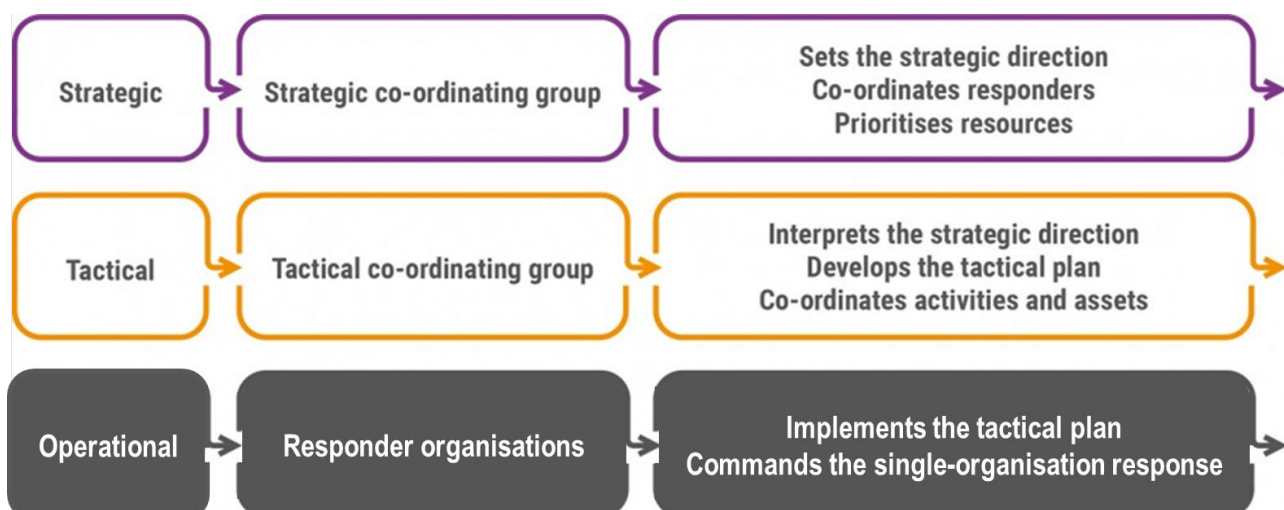 Strategic
Strategic co-ordinating group
Sets the strategic direction
Co-ordinates responders
Prioritises resources
Tactical
Tactical co-ordinating group
Interprets the strategic direction
Develops the tactical plan
Co-ordinates activities and assets
Operational
Responder organisations
Implements the tactical plan
Commands the single-organisation response